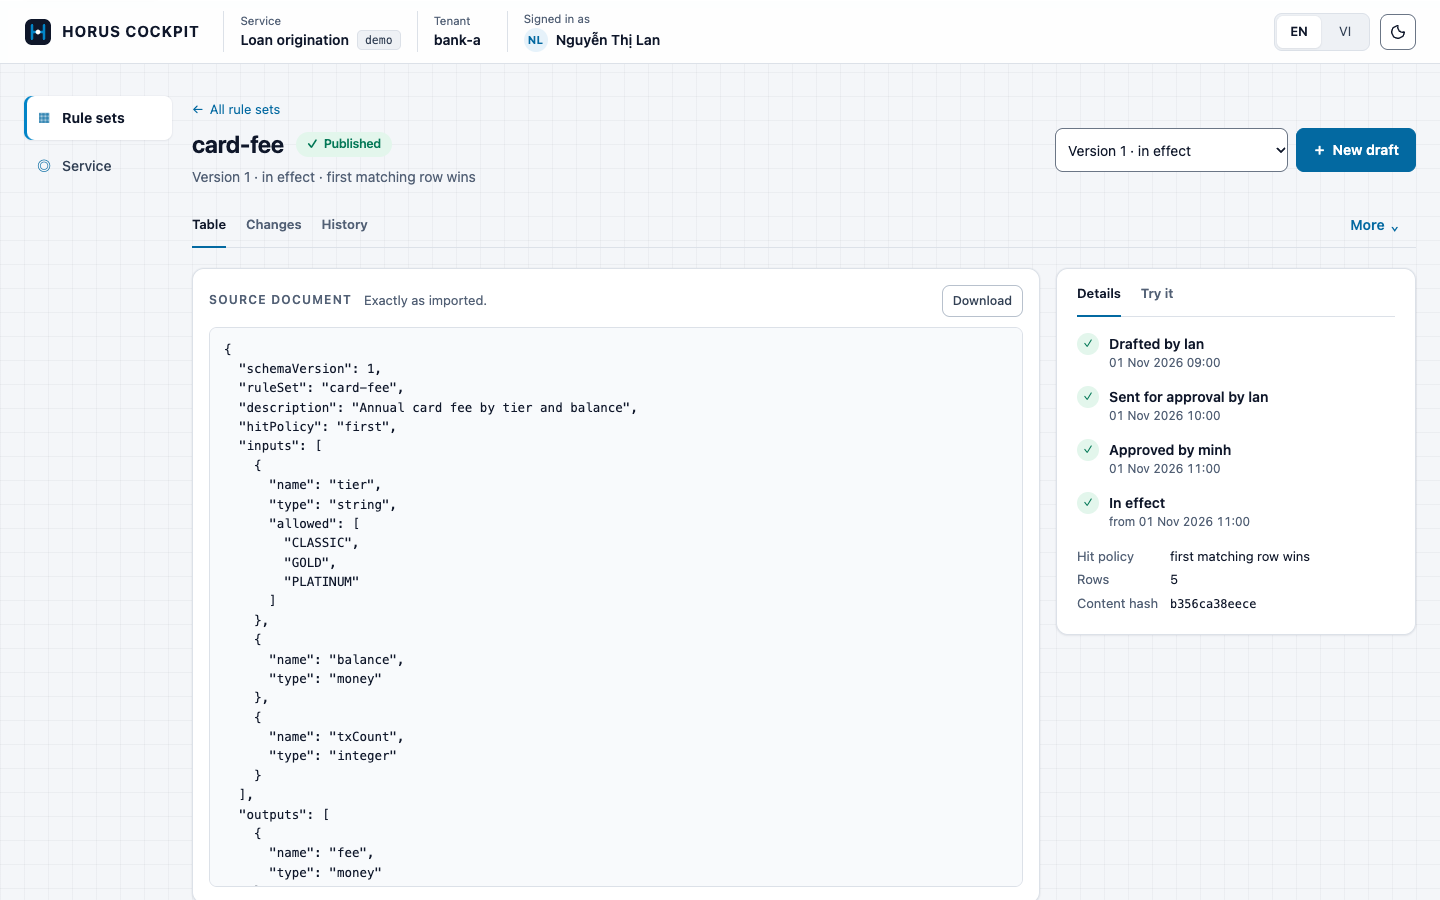 HORUS COCKPIT
Service
Loan origination demo
Tenant
bank-a
Signed in as
NL Nguyễn Thị Lan
EN VI
Rule sets
Service
← All rule sets
card-fee ✓ Published
Version 1 · in effect · first matching row wins
Version 1 · in effect
+ New draft
Table Changes History
More
SOURCE DOCUMENT Exactly as imported.
Download
{
"schemaVersion": 1,
"ruleSet": "card-fee",
"description": "Annual card fee by tier and balance",
"hitPolicy": "first",
"inputs": [
{
"name": "tier",
"type": "string",
"allowed": [
"CLASSIC",
"GOLD",
"PLATINUM"
]
},
{
"name": "balance",
"type": "money"
},
{
"name": "txCount",
"type": "integer"
}
],
"outputs": [
{
"name": "fee",
"type": "money"
Details Try it
Drafted by lan
01 Nov 2026 09:00
Sent for approval by lan
01 Nov 2026 10:00
Approved by minh
01 Nov 2026 11:00
In effect
from 01 Nov 2026 11:00
Hit policy first matching row wins
Rows 5
Content hash b356ca38eece